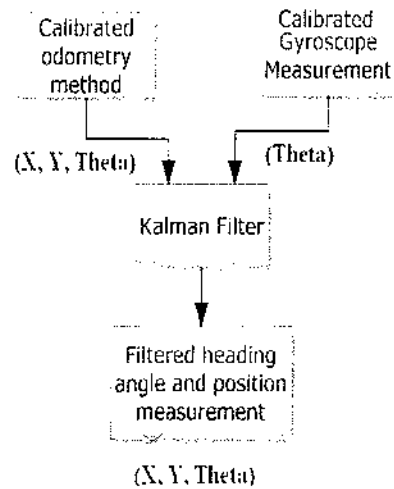 Calibrated
odometry
method
Calibrated
Gyroscope
Measurement
(X, Y, Theta)
(Theta)
Kalman Filter
Filtered heading
angle and position
measurement
(X, Y, Theta)